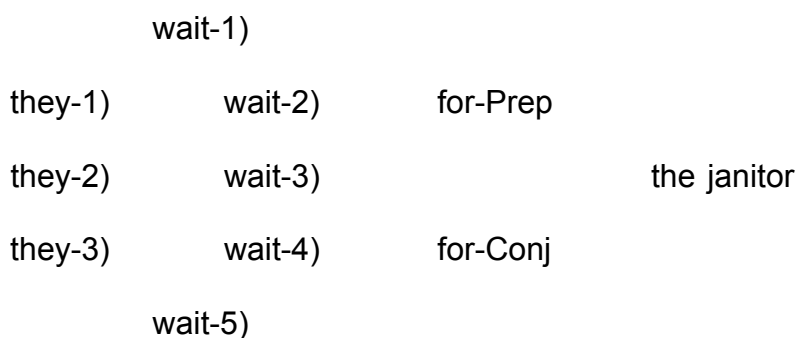 wait-1)
they-1) wait-2) for-Prep
they-2) wait-3) the janitor
they-3) wait-4) for-Conj
wait-5)